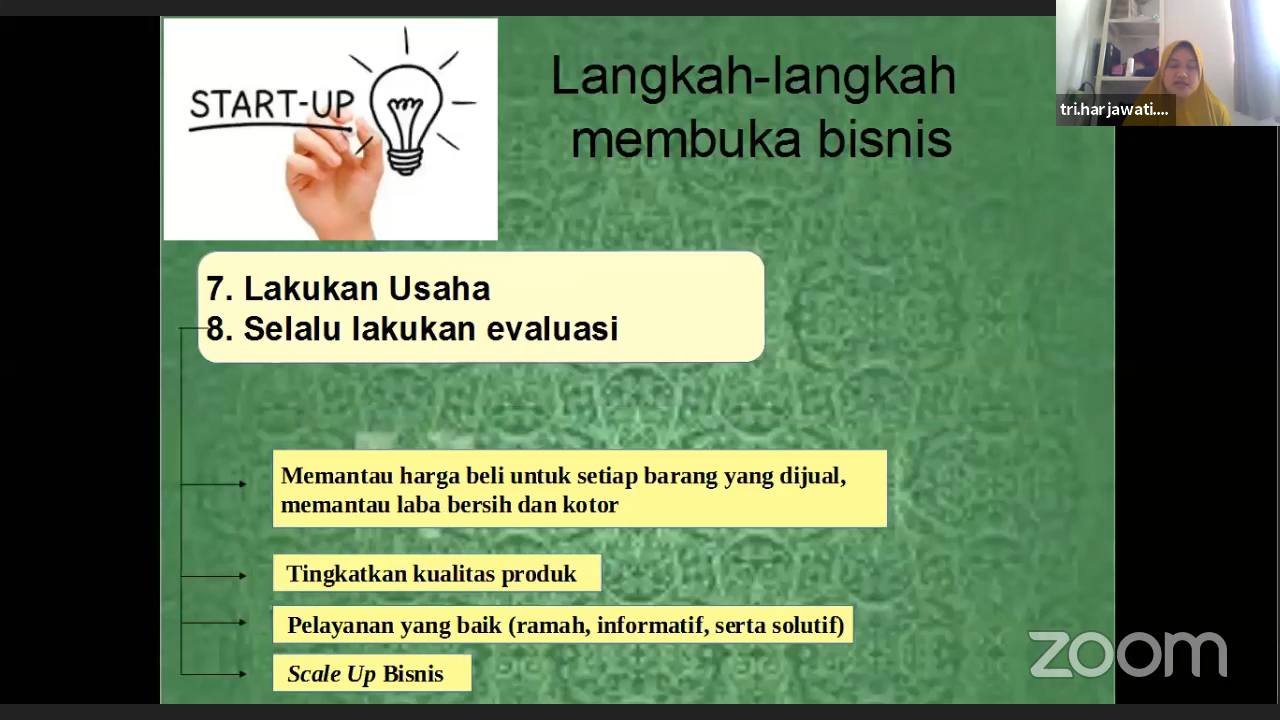 START-UP
Langkah-langkah
membuka bisnis
tri.harjawati....
7. Lakukan Usaha
8. Selalu lakukan evaluasi
Memantau harga beli untuk setiap barang yang dijual,
memantau laba bersih dan kotor
Tingkatkan kualitas produk
Pelayanan yang baik (ramah, informatif, serta solutif)
Scale Up Bisnis
zoom